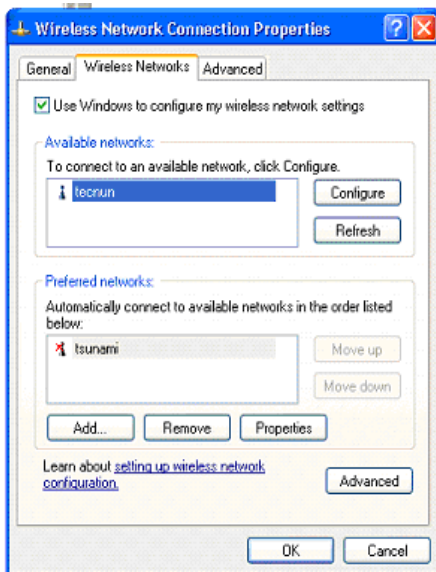 Wireless Network Connection Properties
General Wireless Networks Advanced
Use Windows to configure my wireless network settings
Available networks:
To connect to an available network, click Configure.
tecnun
Configure
Refresh
Preferred networks:
Automatically connect to available networks in the order listed
below:
tsunami
Move up
Move down
Add... Remove Properties
Learn about setting up wireless network
configuration.
Advanced
OK Cancel